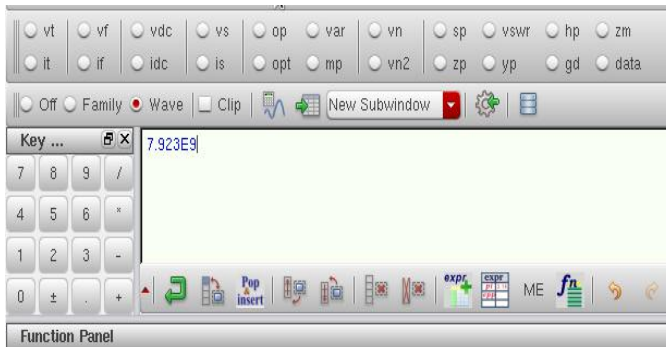 vt vf vdc vs op var vn sp vswr hp zm
it if idc is opt mp vn2 zp yp gd data
Off Family Wave Clip New Subwindow
Key ...
7.923E9
7 8 9 /
4 5 6 *
1 2 3 -
0 ± . +
Pop & insert expr expr ME fn
Function Panel